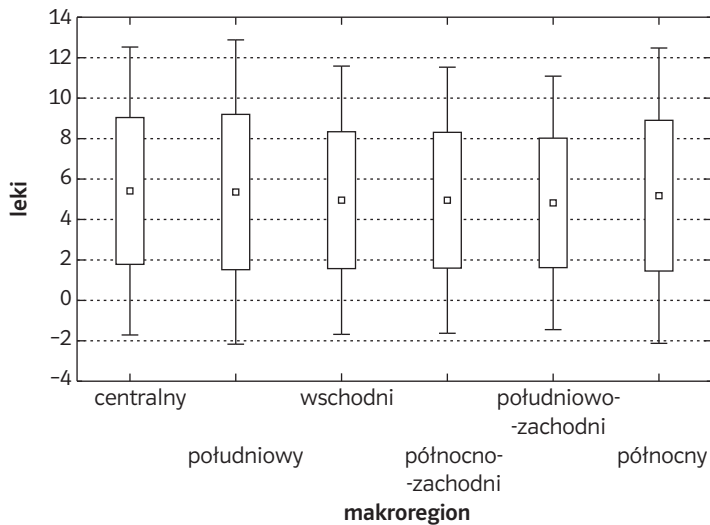 14
12
10
8
6
4
2
0
−2
−4
leki
centralny
wschodni
południowo-
-zachodni
południowy
północno-
-zachodni
północny
makroregion